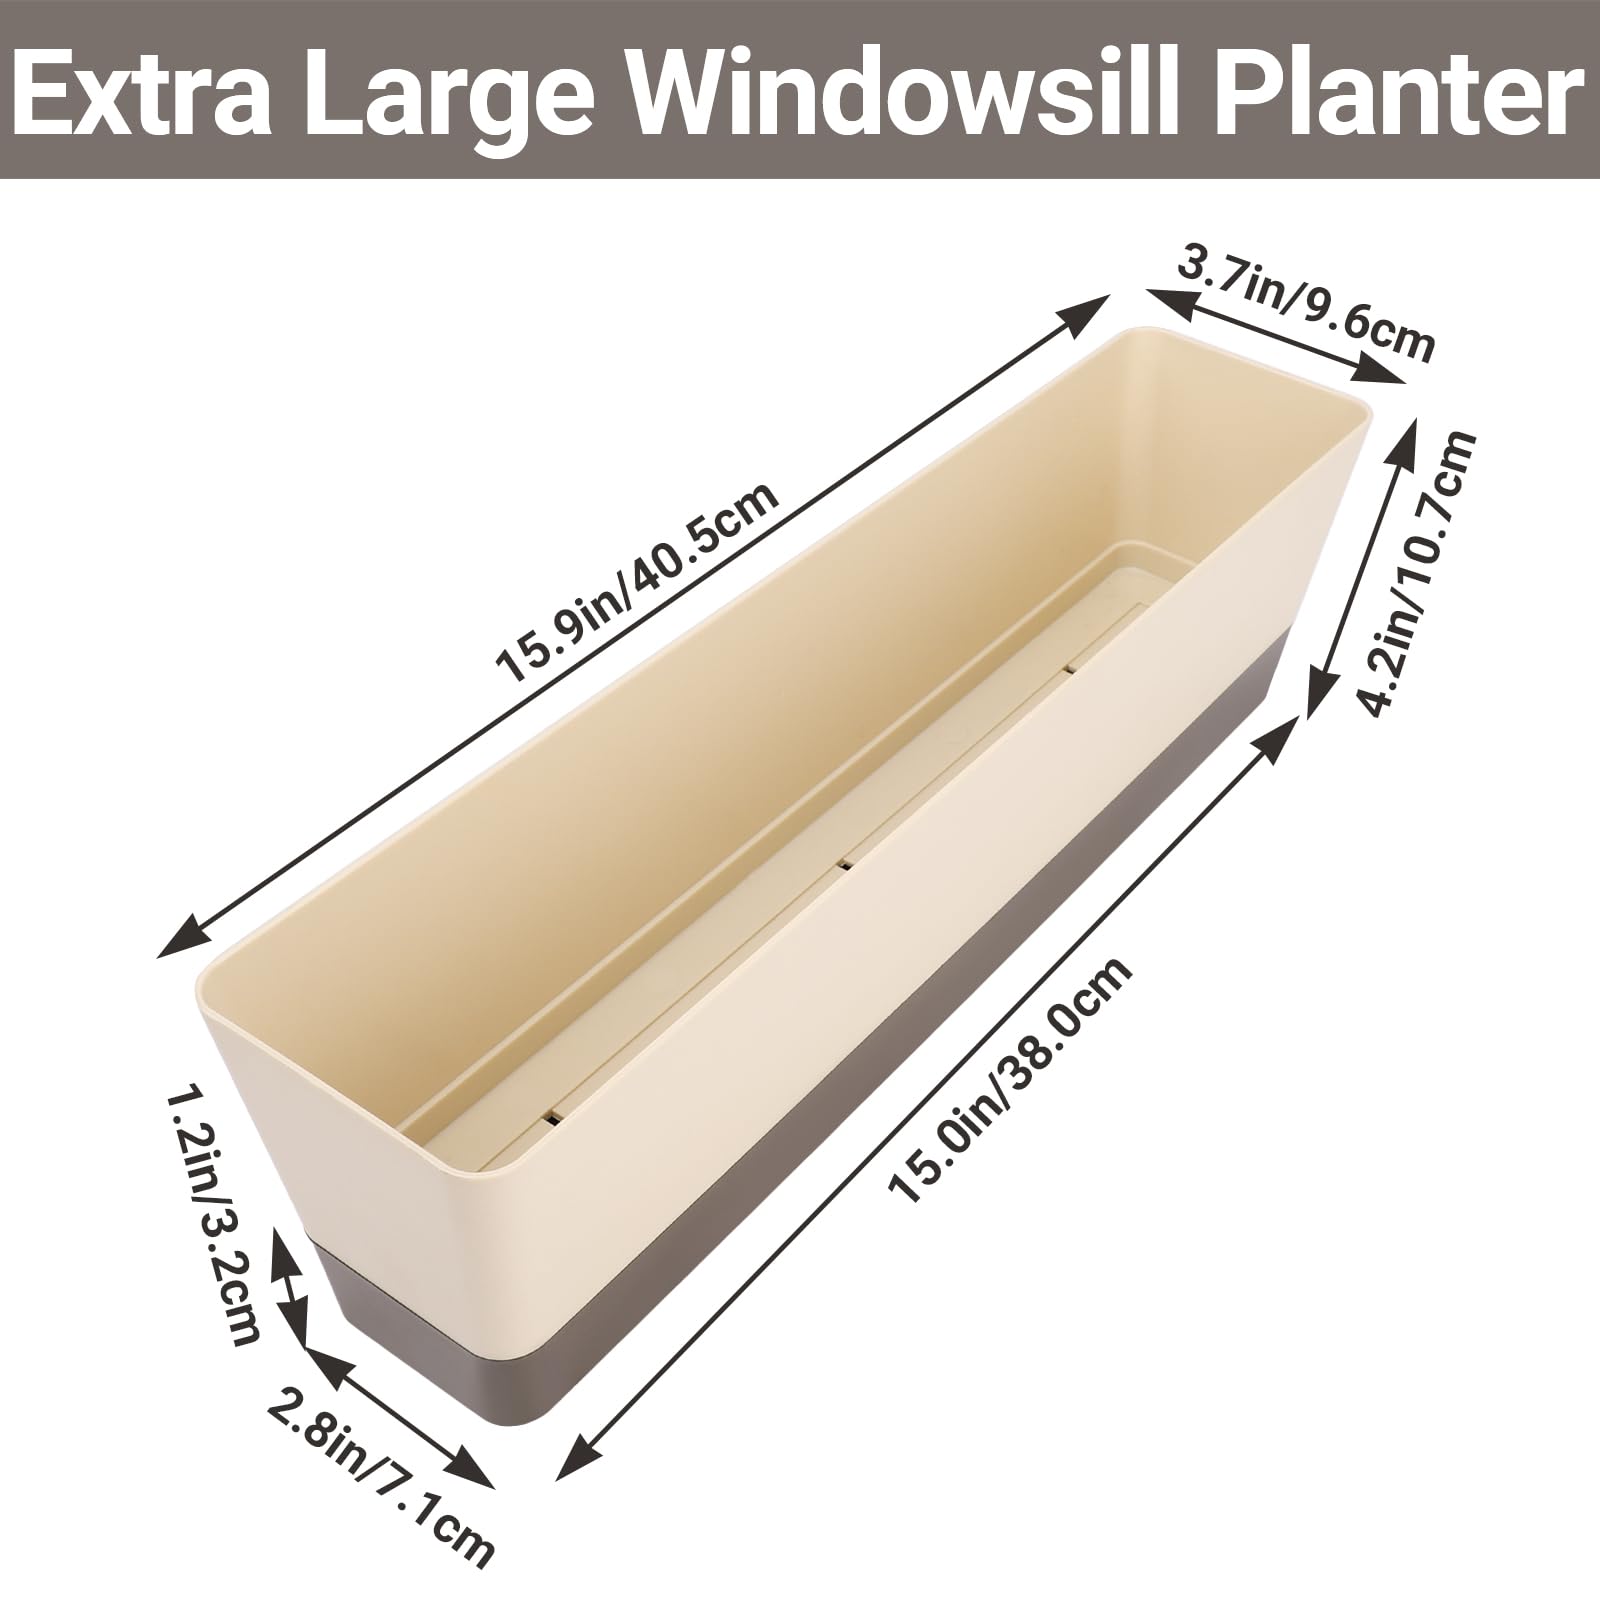 Extra Large Windowsill Planter
3.7in/9.6cm
15.9in/40.5cm
4.2in/10.7cm
15.0in/38.0cm
1.2in/3.2cm
2.8in/7.1cm